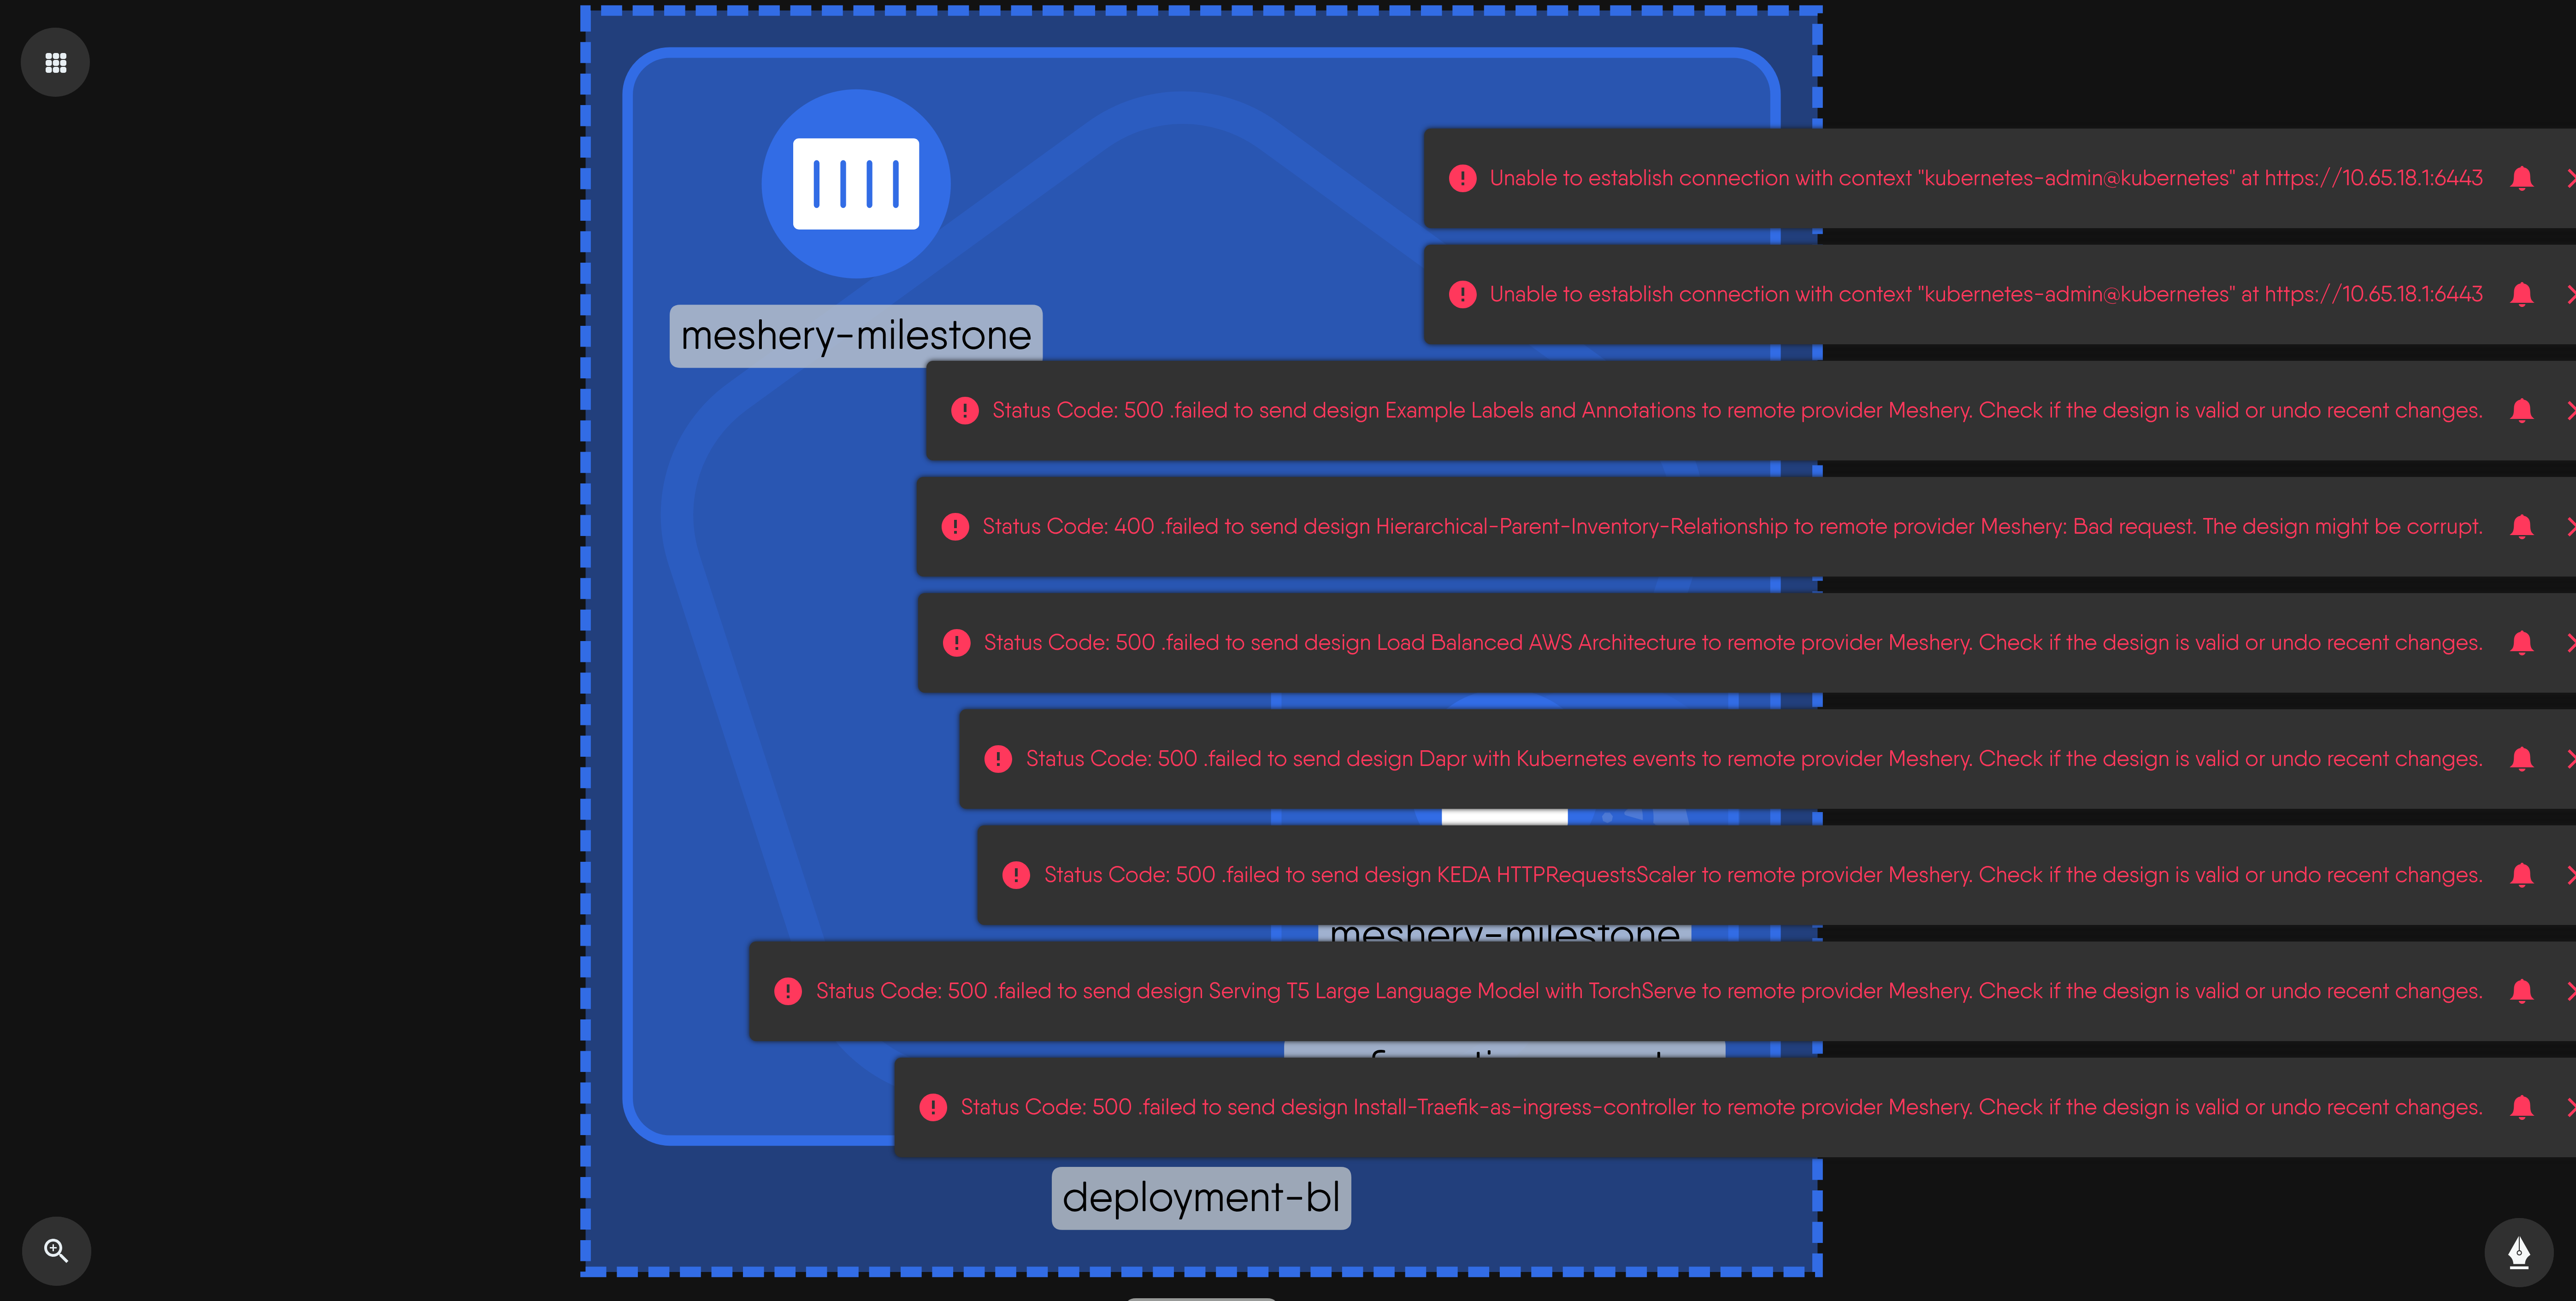 meshery-milestone
Unable to establish connection with context "kubernetes-admin@kubernetes" at https://10.65.18.1:6443
Unable to establish connection with context "kubernetes-admin@kubernetes" at https://10.65.18.1:6443
Status Code: 500 .failed to send design Example Labels and Annotations to remote provider Meshery. Check if the design is valid or undo recent changes.
Status Code: 400 .failed to send design Hierarchical-Parent-Inventory-Relationship to remote provider Meshery: Bad request. The design might be corrupt.
Status Code: 500 .failed to send design Load Balanced AWS Architecture to remote provider Meshery. Check if the design is valid or undo recent changes.
Status Code: 500 .failed to send design Dapr with Kubernetes events to remote provider Meshery. Check if the design is valid or undo recent changes.
Status Code: 500 .failed to send design KEDA HTTPRequestsScaler to remote provider Meshery. Check if the design is valid or undo recent changes.
meshery-milestone
Status Code: 500 .failed to send design Serving T5 Large Language Model with TorchServe to remote provider Meshery. Check if the design is valid or undo recent changes.
Status Code: 500 .failed to send design Install-Traefik-as-ingress-controller to remote provider Meshery. Check if the design is valid or undo recent changes.
deployment-bl